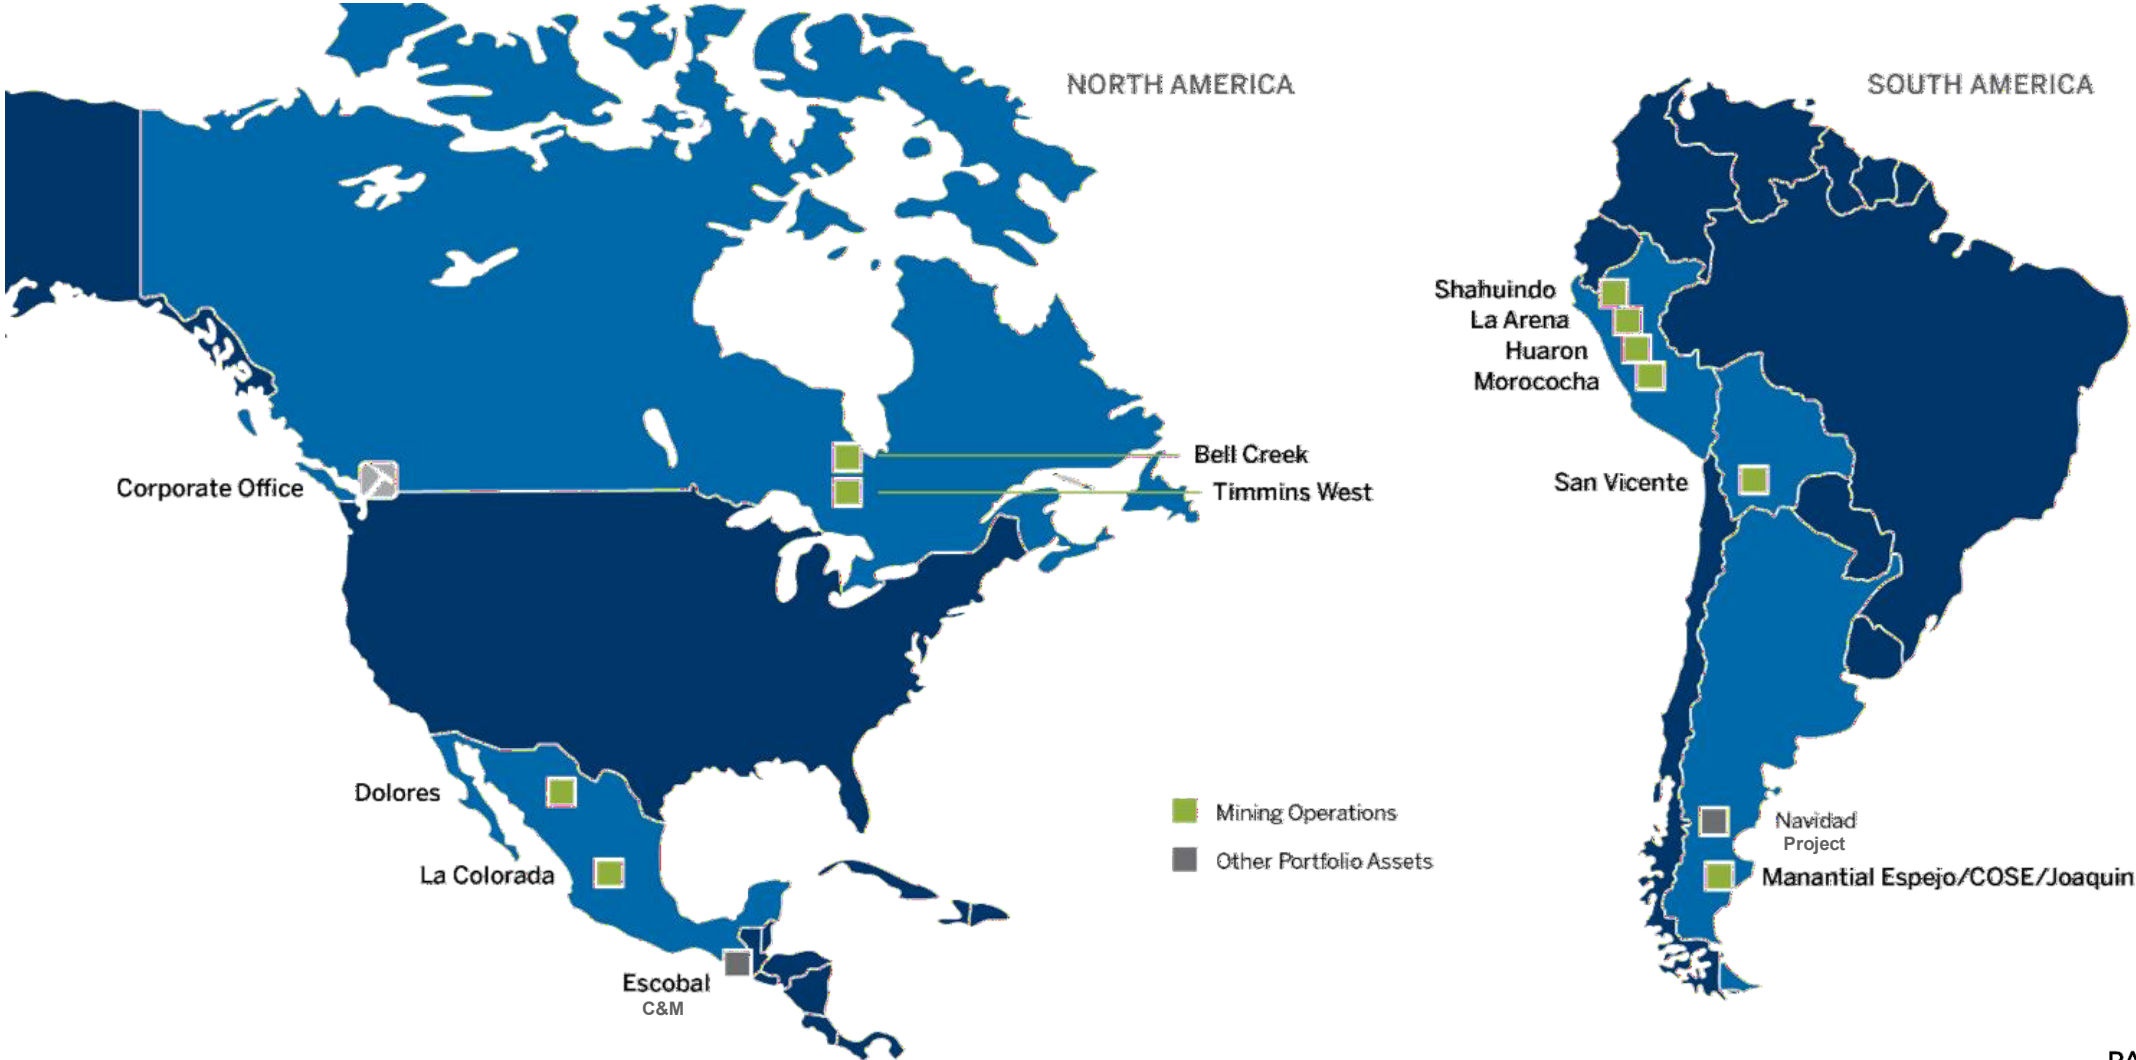 NORTH AMERICA
SOUTH AMERICA
Shahuindo
La Arena
Huaron
Morococha
Bell Creek
San Vicente
Corporate Office
Timmins West
Dolores
Mining Operations
Navidad
Project
Other Portfolio Assets
La Colorada
Manantial Espejo/COSE/Joaquin
Escobal
C&M